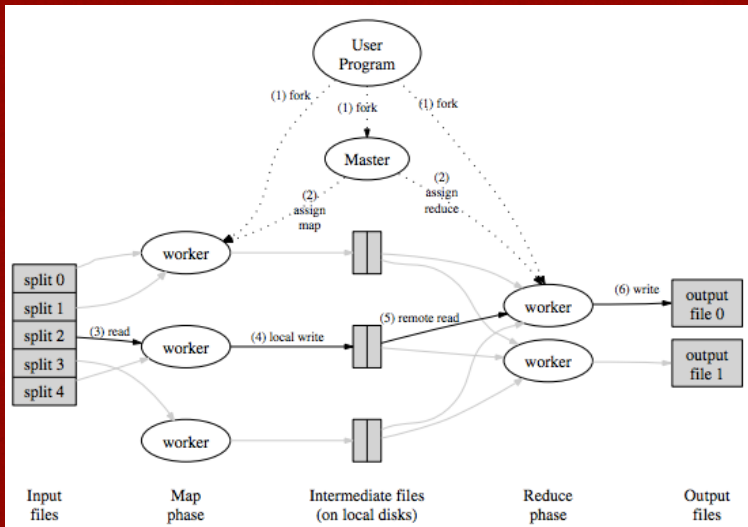 User
Program
(1) fork
(1) fork
(1) fork
Master
(2)
assign
map
(2)
assign
reduce
worker
split 0
split 1
split 2
split 3
split 4
(3) read
worker
(4) local write
(5) remote read
worker
(6) write
output
file 0
worker
output
file 1
worker
Input
files
Map
phase
Intermediate files
(on local disks)
Reduce
phase
Output
files